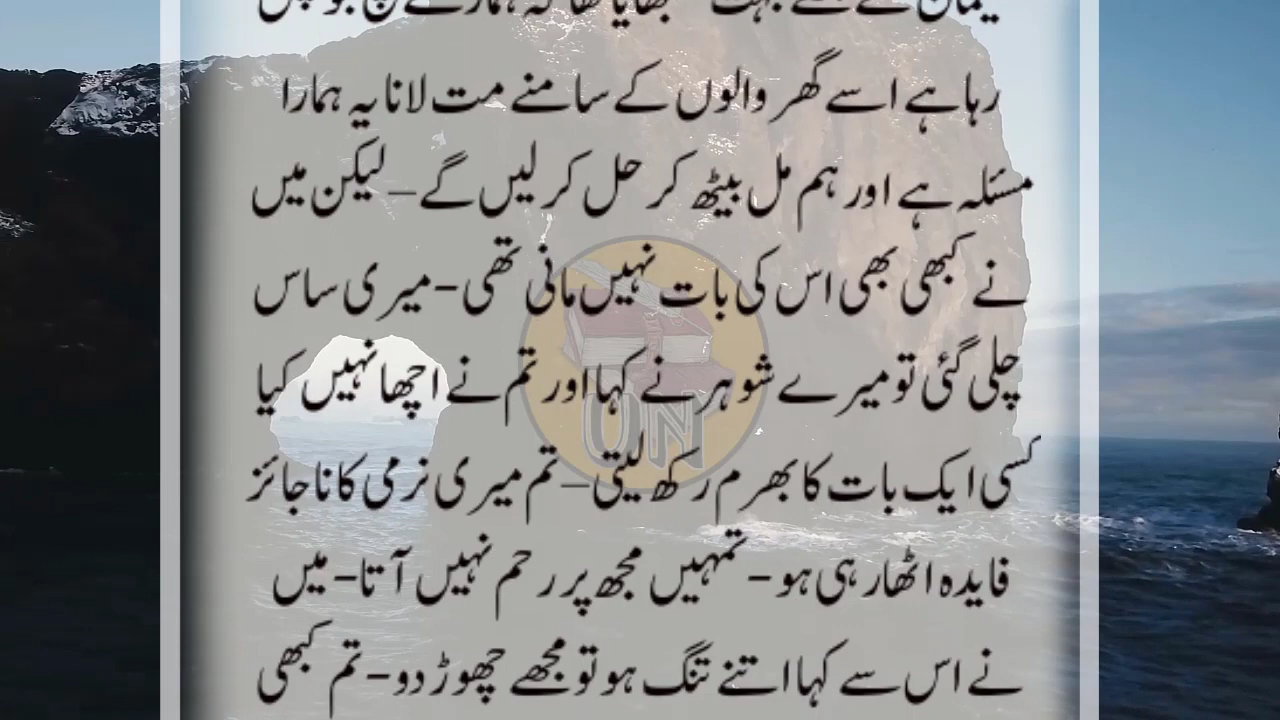 رہا ہے اسے گھر والوں کے سامنے مت لانا یہ ہمارا
مسئلہ ہے اور ہم مل بیٹھ کر حل کر لیں گے – لیکن میں
نے کبھی بھی اس کی بات نہیں مانی تھی - میری ساس
چلی گئی تو میرے شوہر نے کہا اور تم نے اچھا نہیں کیا
کسی ایک بات کا بھرم رکھ لیتی – تم میری نرمی کا ناجائز
فایدہ اٹھا رہی ہو - تمہیں مجھ پر رحم نہیں آتا - میں
نے اس سے کہا اتنے تنگ ہو تو مجھے چھوڑ دو - تم کبھی
UN